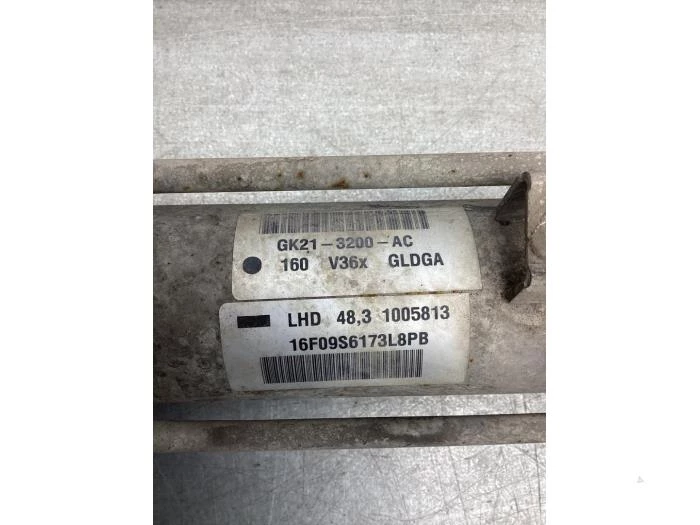 GK21-3200-AC
160 V36x GLDGA
LHD 48,3 1005813
16F09S6173L8PB